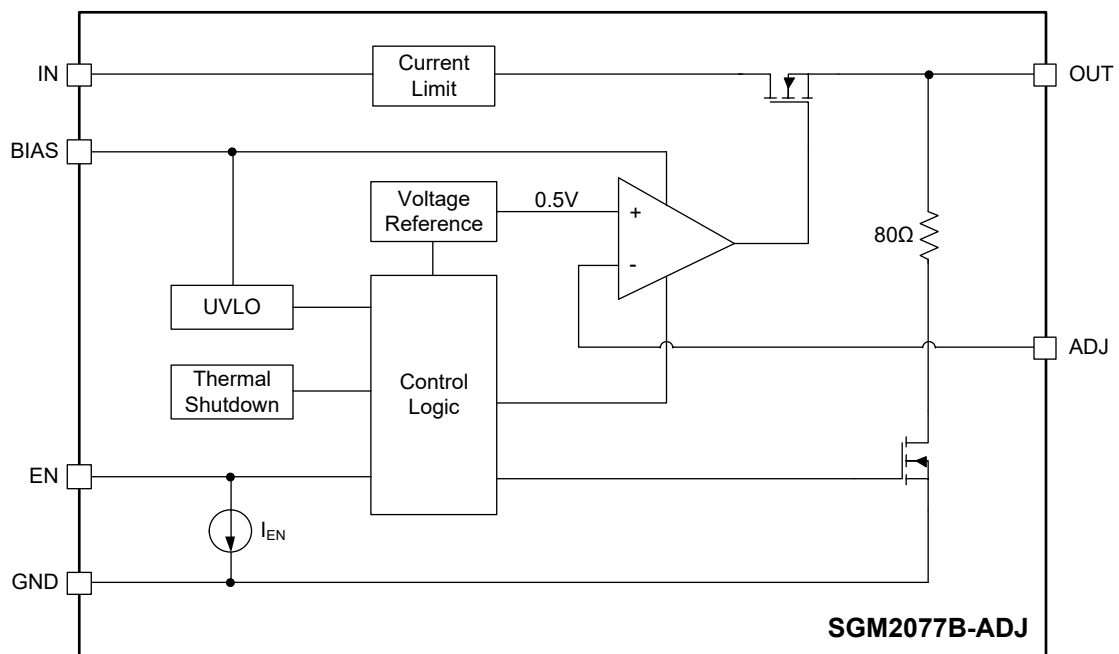 IN
Current
Limit
OUT
BIAS
Voltage
Reference
0.5V
+
-
80Ω
UVLO
ADJ
Thermal
Shutdown
Control
Logic
EN
IEN
GND
SGM2077B-ADJ